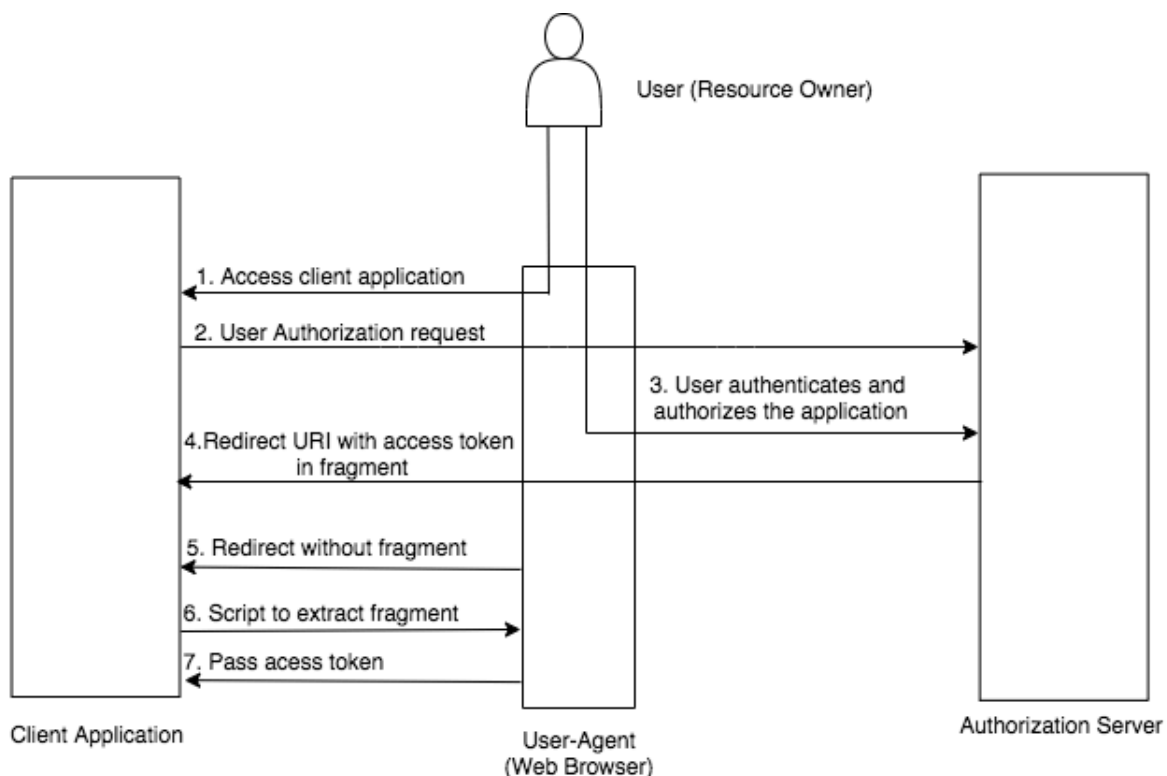 User (Resource Owner)
1. Access client application
2. User Authorization request
3. User authenticates and
authorizes the application
4.Redirect URI with access token
in fragment
5. Redirect without fragment
6. Script to extract fragment
7. Pass acess token
Client Application
User-Agent
(Web Browser)
Authorization Server